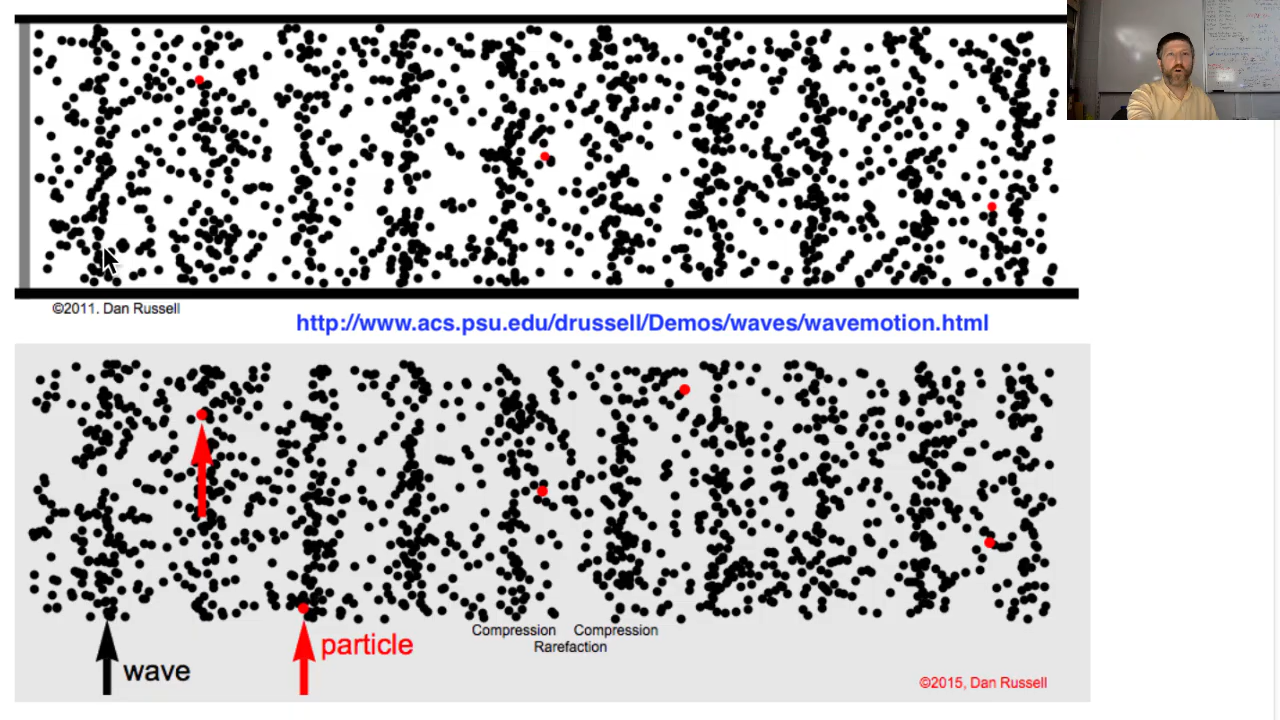 ©2011. Dan Russell
http://www.acs.psu.edu/drussell/Demos/waves/wavemotion.html
particle
wave
Compression Compression
Rarefaction
©2015, Dan Russell